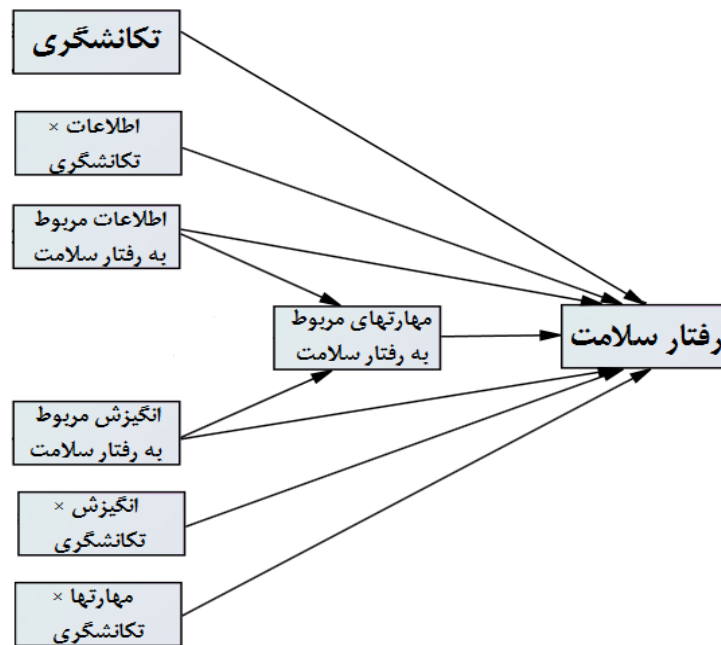 تکانشگری
اطلاعات ×
تکانشگری
اطلاعات مربوط
به رفتار سلامت
مهارتهای مربوط
به رفتار سلامت
رفتار سلامت
انگیزش مربوط
به رفتار سلامت
انگیزش ×
تکانشگری
مهارتها ×
تکانشگری